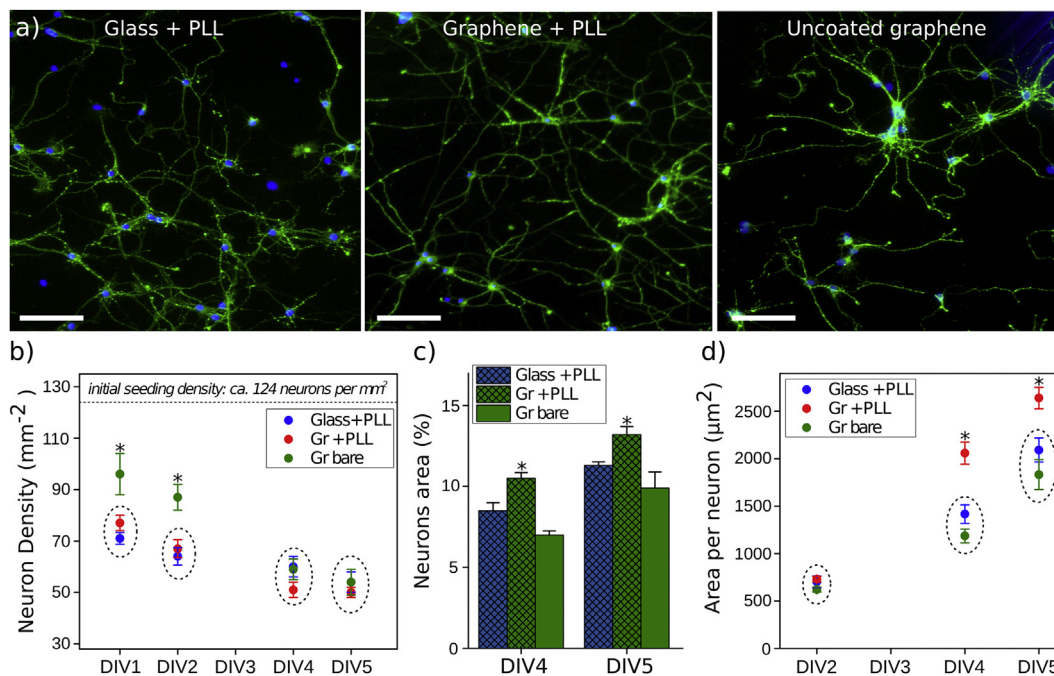 a)
Glass + PLL
Graphene + PLL
Uncoated graphene
b)
Neuron Density (mm-2)
130
110
90
70
50
30
initial seeding density: ca. 124 neurons per mm2
Glass+PLL
Gr +PLL
Gr bare
*
*
DIV1
DIV2
DIV3
DIV4
DIV5
c)
Neurons area (%)
15
10
5
0
Glass +PLL
Gr +PLL
Gr bare
*
*
DIV4
DIV5
d)
Area per neuron (µm2)
2500
2000
1500
1000
500
0
Glass +PLL
Gr +PLL
Gr bare
*
*
DIV2
DIV3
DIV4
DIV5